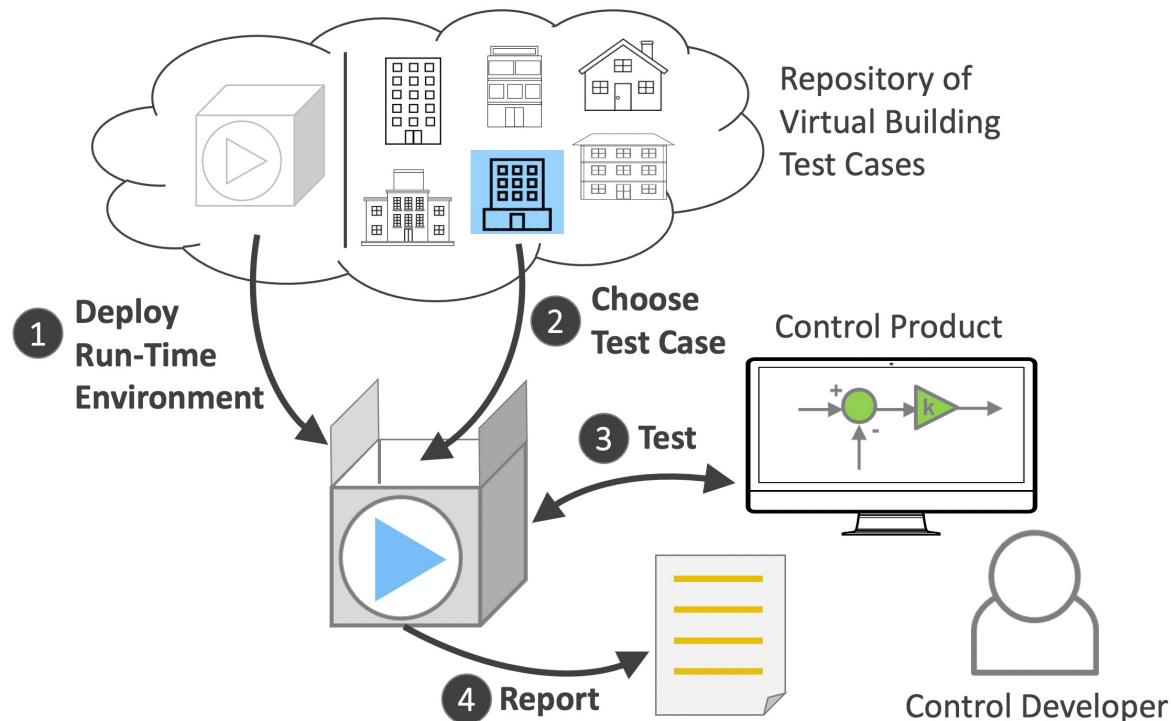 Repository of
Virtual Building
Test Cases
1 Deploy
Run-Time
Environment
2 Choose
Test Case
Control Product
+
k
-
3 Test
4 Report
Control Developer